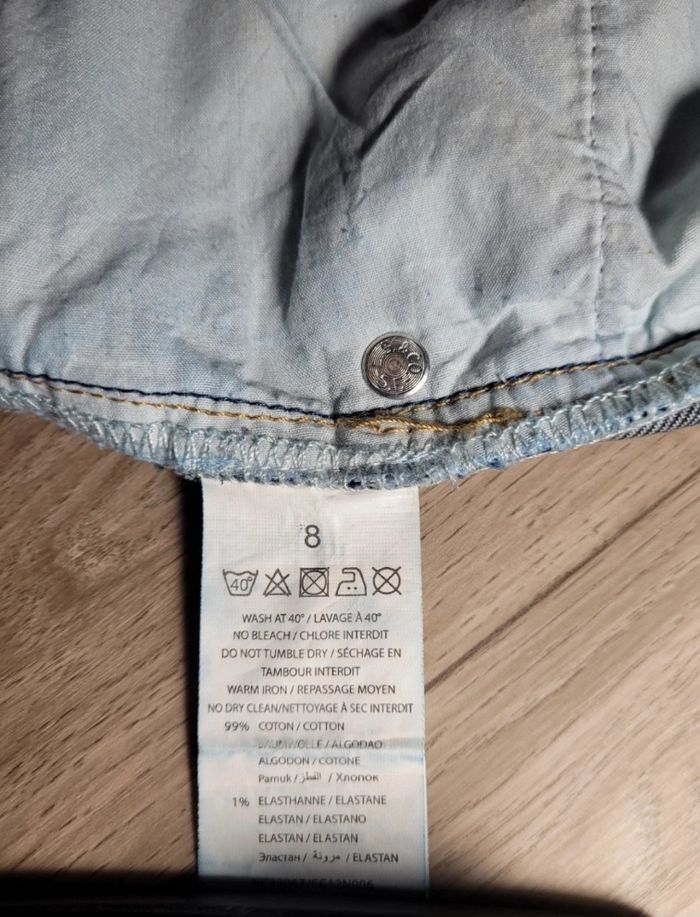 & CO
8
40°
WASH AT 40° / LAVAGE À 40°
NO BLEACH / CHLORE INTERDIT
DO NOT TUMBLE DRY / SÉCHAGE EN
TAMBOUR INTERDIT
WARM IRON / REPASSAGE MOYEN
NO DRY CLEAN/NETTOYAGE À SEC INTERDIT
99% COTON / COTTON
BAUMWOLLE / ALGODAO
ALGODON / COTONE
Pamuk / القطن / Хлопок
1% ELASTHANNE / ELASTANE
ELASTAN / ELASTANO
ELASTAN / ELASTAN
Эластан / مرونة / ELASTAN